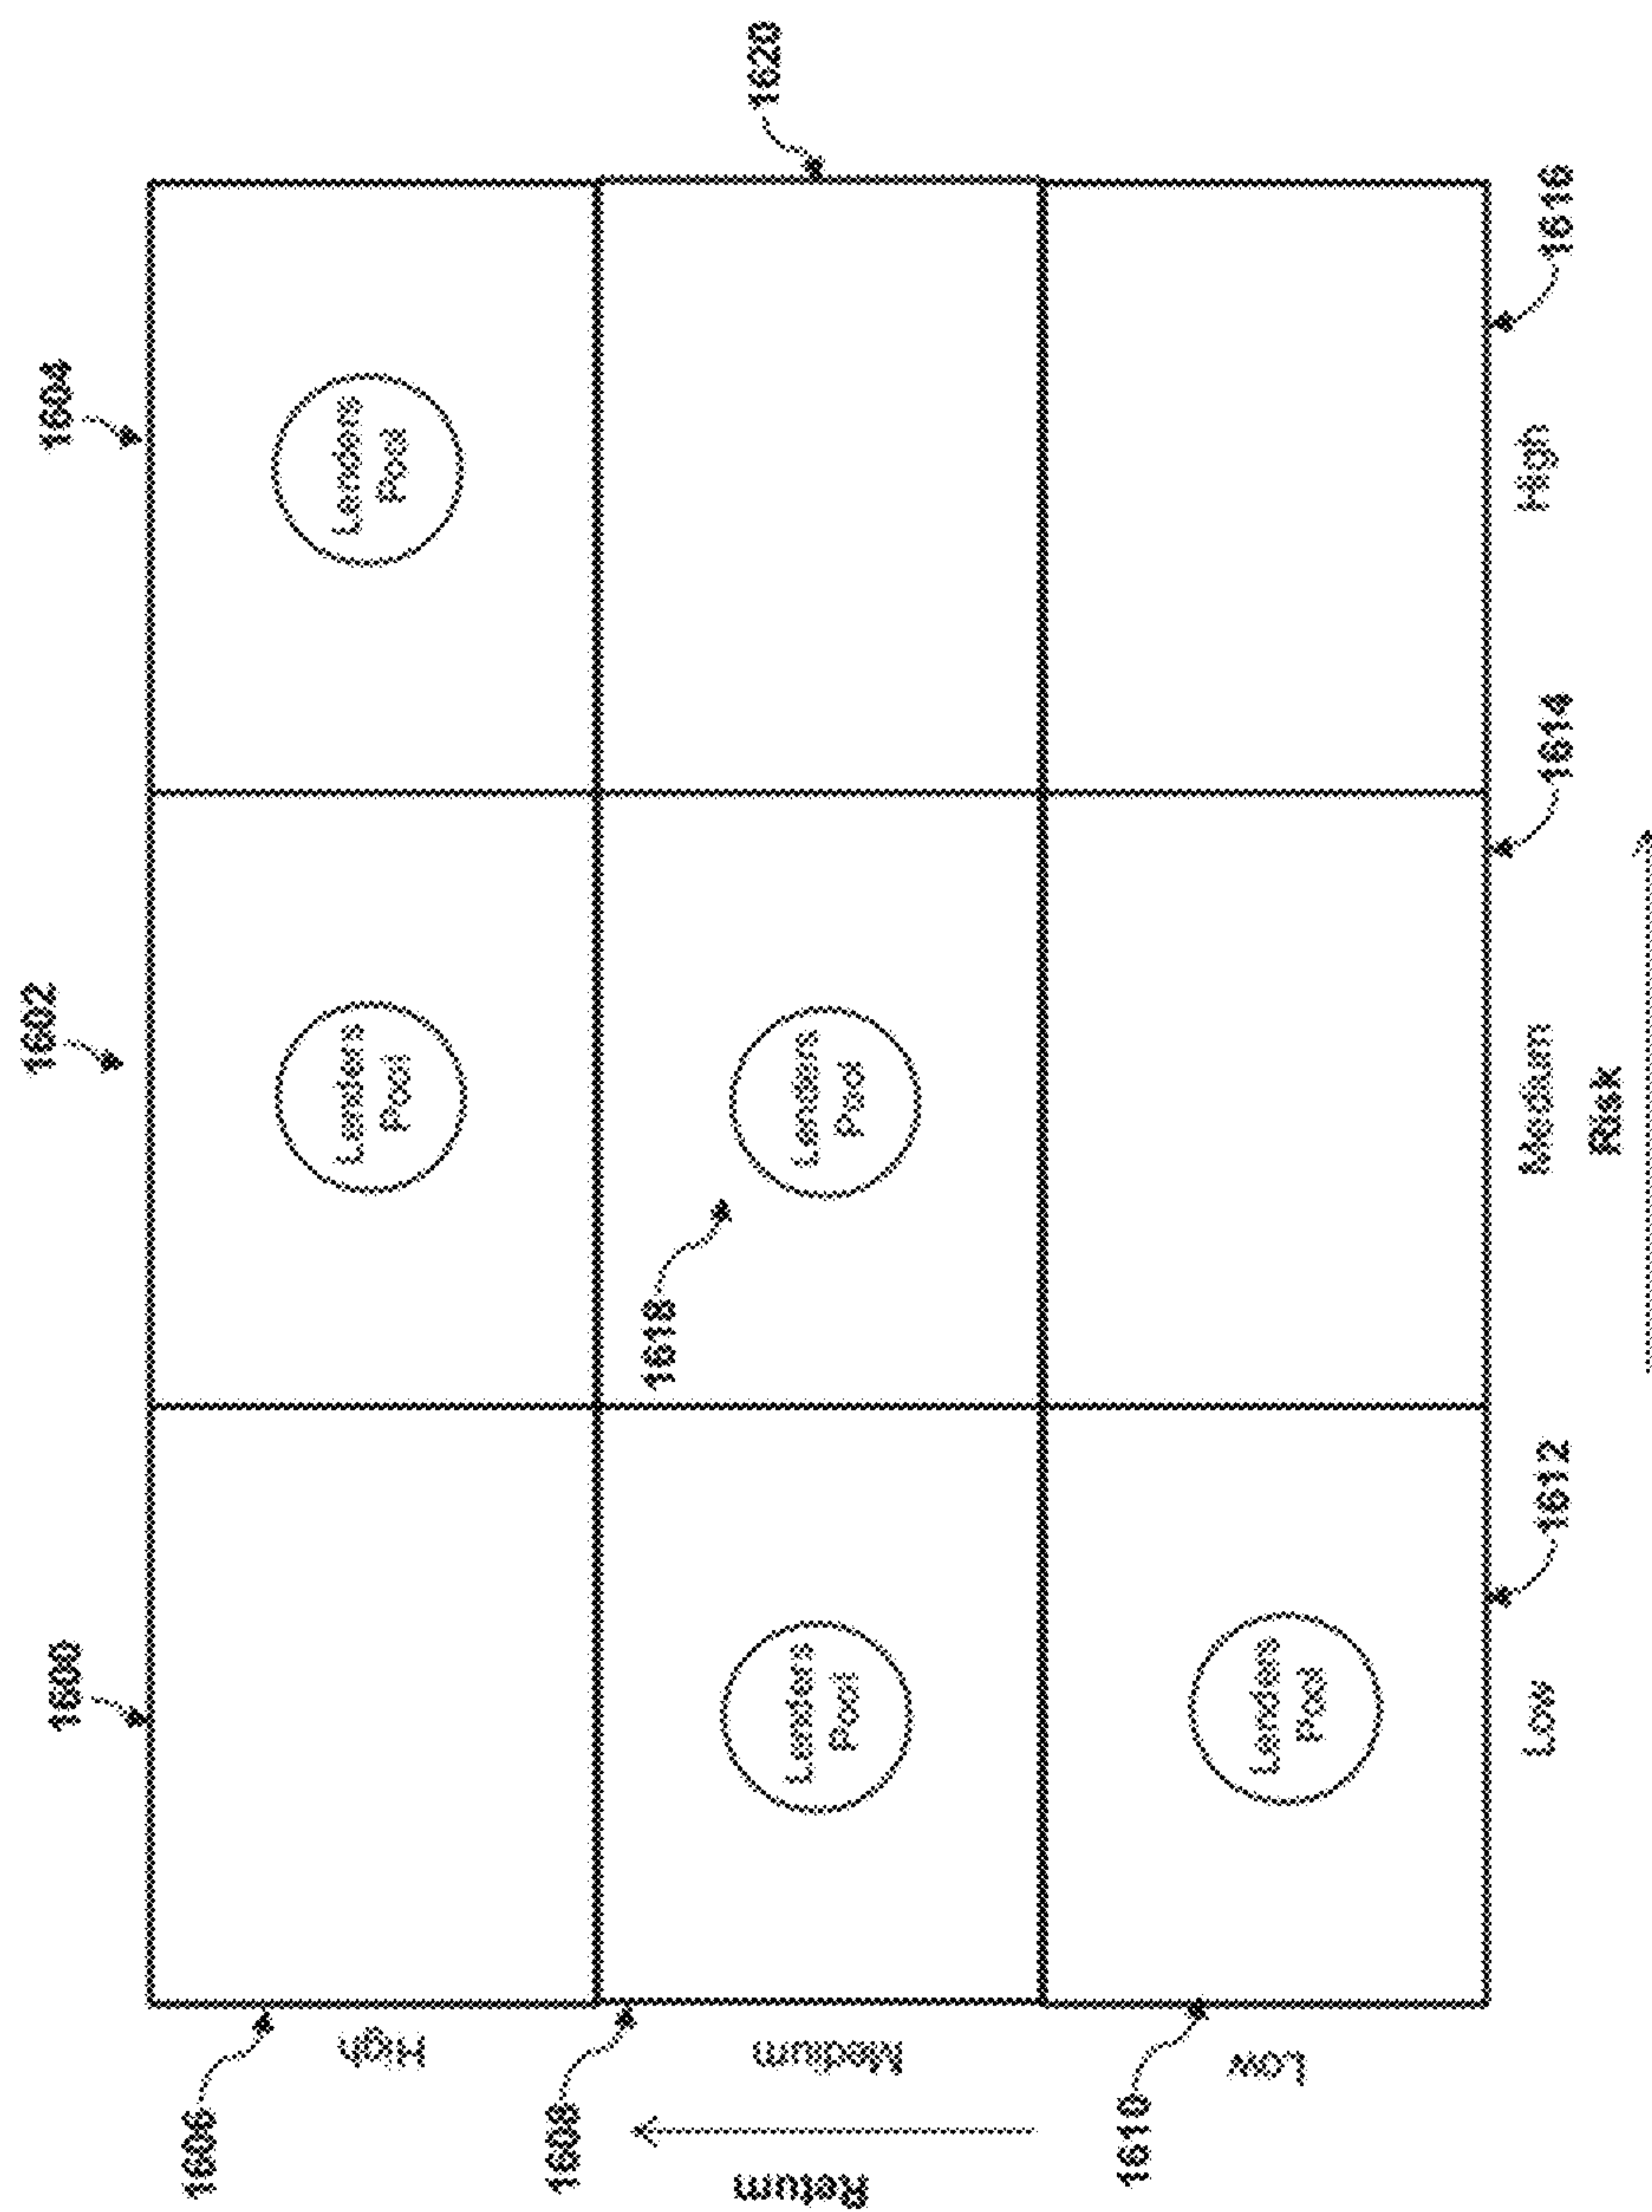 1600
1602
1604
1606
High
Lenders
Pool
Lenders
Pool
1608
1618
1620
Return
Medium
Lenders
Pool
Lenders
Pool
1610
Low
Lenders
Pool
1612
1614
1616
Low
Medium
High
Risk